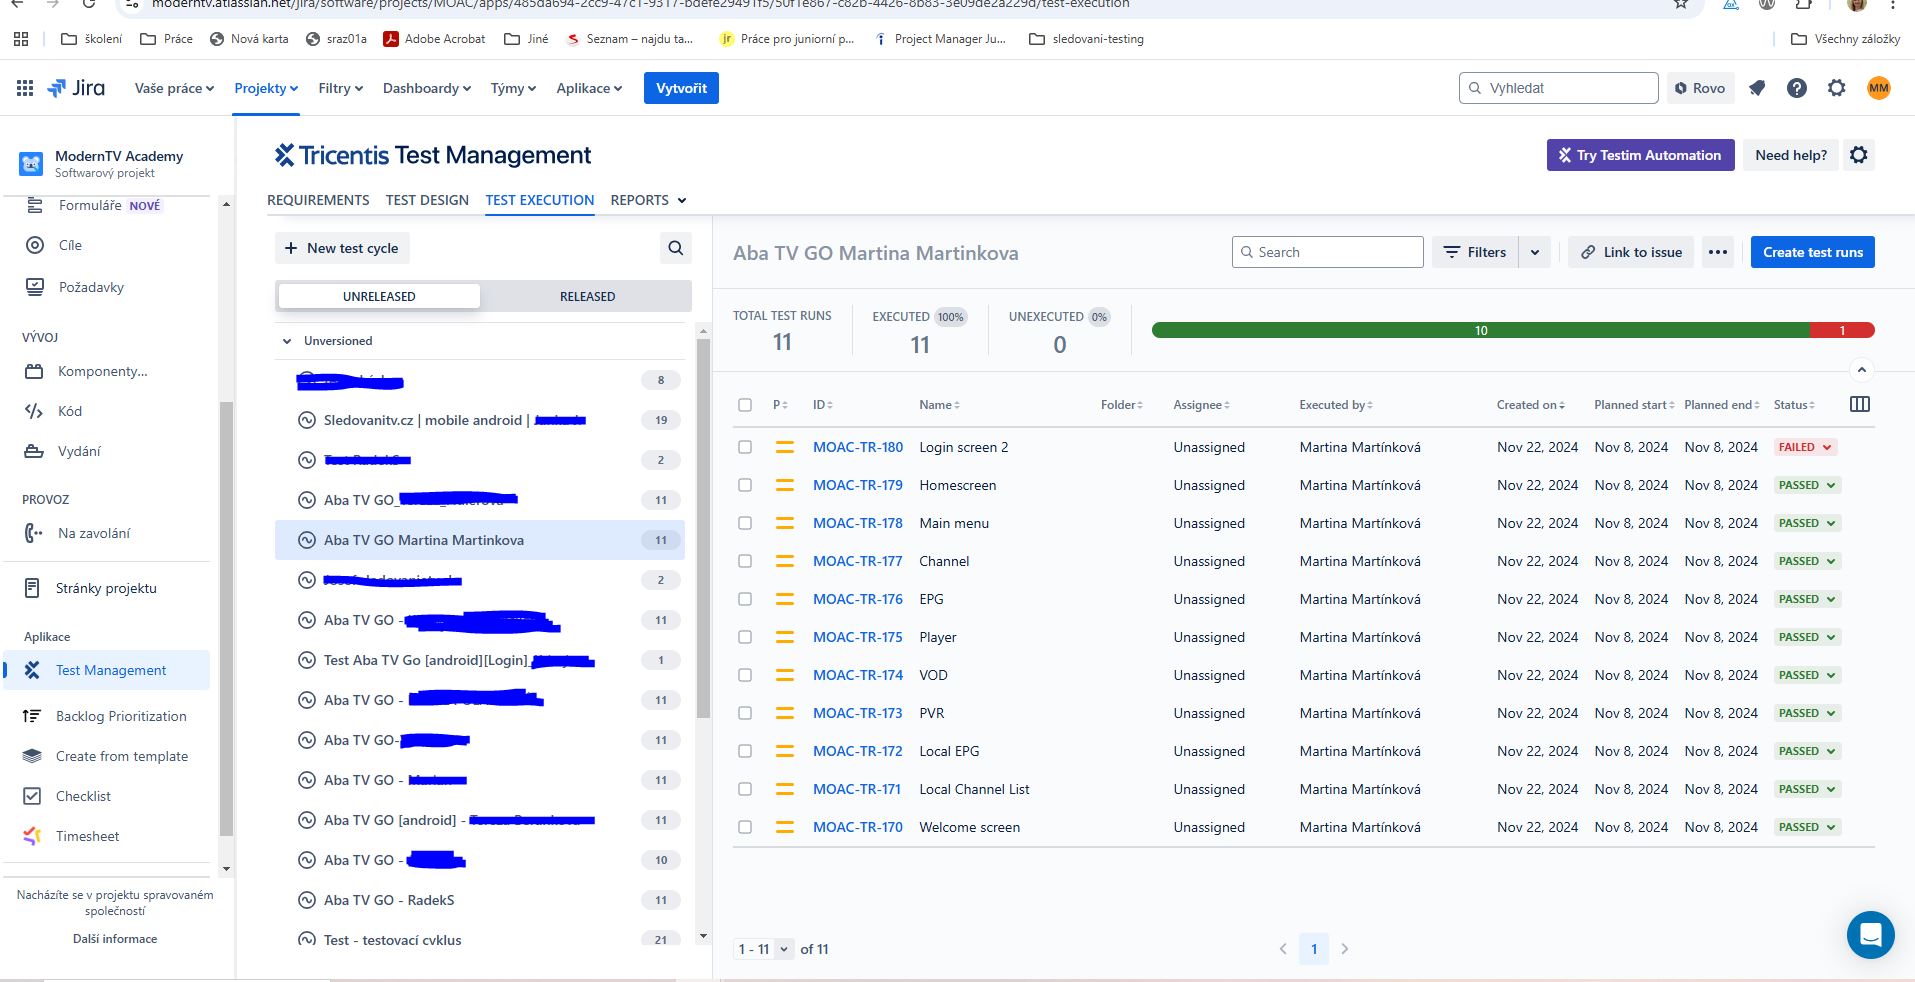 moderntv.atlassian.net/jira/software/projects/MOAC/apps/485da694-2cc9-47c1-9317-bdefe29491f5/50f1e867-c82b-4426-8b83-3e09de2a229d/test-execution
školení
Práce
Nová karta
sraz01a
Adobe Acrobat
Jiné
Seznam – najdu ta...
Práce pro juniorní p...
Project Manager Ju...
sledovani-testing
Všechny záložky
Jira
Vaše práce
Projekty
Filtry
Dashboardy
Týmy
Aplikace
Vytvořit
Vyhledat
Rovo
MM
ModernTV Academy
Softwarový projekt
Formuláře NOVÉ
Cíle
Požadavky
VÝVOJ
Komponenty...
Kód
Vydání
PROVOZ
Na zavolání
Stránky projektu
Aplikace
Test Management
Backlog Prioritization
Create from template
Checklist
Timesheet
Nacházíte se v projektu spravovaném
společností
Další informace
Tricentis Test Management
Try Testim Automation
Need help?
REQUIREMENTS
TEST DESIGN
TEST EXECUTION
REPORTS
New test cycle
UNRELEASED
RELEASED
Unversioned
8
Sledovanitv.cz | mobile android |
19
2
Aba TV GO_
11
Aba TV GO Martina Martinkova
11
2
Aba TV GO -
11
Test Aba TV Go [android][Login]_
1
Aba TV GO -
11
Aba TV GO-
11
Aba TV GO -
11
Aba TV GO [android] -
11
Aba TV GO -
10
Aba TV GO - RadekS
11
Test - testovací cyklus
21
Aba TV GO Martina Martinkova
Search
Filters
Link to issue
Create test runs
TOTAL TEST RUNS
11
EXECUTED 100%
11
UNEXECUTED 0%
0
10
1
P ID Name Folder Assignee Executed by Created on Planned start Planned end Status
MOAC-TR-180 Login screen 2 Unassigned Martina Martínková Nov 22, 2024 Nov 8, 2024 Nov 8, 2024 FAILED
MOAC-TR-179 Homescreen Unassigned Martina Martínková Nov 22, 2024 Nov 8, 2024 Nov 8, 2024 PASSED
MOAC-TR-178 Main menu Unassigned Martina Martínková Nov 22, 2024 Nov 8, 2024 Nov 8, 2024 PASSED
MOAC-TR-177 Channel Unassigned Martina Martínková Nov 22, 2024 Nov 8, 2024 Nov 8, 2024 PASSED
MOAC-TR-176 EPG Unassigned Martina Martínková Nov 22, 2024 Nov 8, 2024 Nov 8, 2024 PASSED
MOAC-TR-175 Player Unassigned Martina Martínková Nov 22, 2024 Nov 8, 2024 Nov 8, 2024 PASSED
MOAC-TR-174 VOD Unassigned Martina Martínková Nov 22, 2024 Nov 8, 2024 Nov 8, 2024 PASSED
MOAC-TR-173 PVR Unassigned Martina Martínková Nov 22, 2024 Nov 8, 2024 Nov 8, 2024 PASSED
MOAC-TR-172 Local EPG Unassigned Martina Martínková Nov 22, 2024 Nov 8, 2024 Nov 8, 2024 PASSED
MOAC-TR-171 Local Channel List Unassigned Martina Martínková Nov 22, 2024 Nov 8, 2024 Nov 8, 2024 PASSED
MOAC-TR-170 Welcome screen Unassigned Martina Martínková Nov 22, 2024 Nov 8, 2024 Nov 8, 2024 PASSED
1 - 11 of 11
1